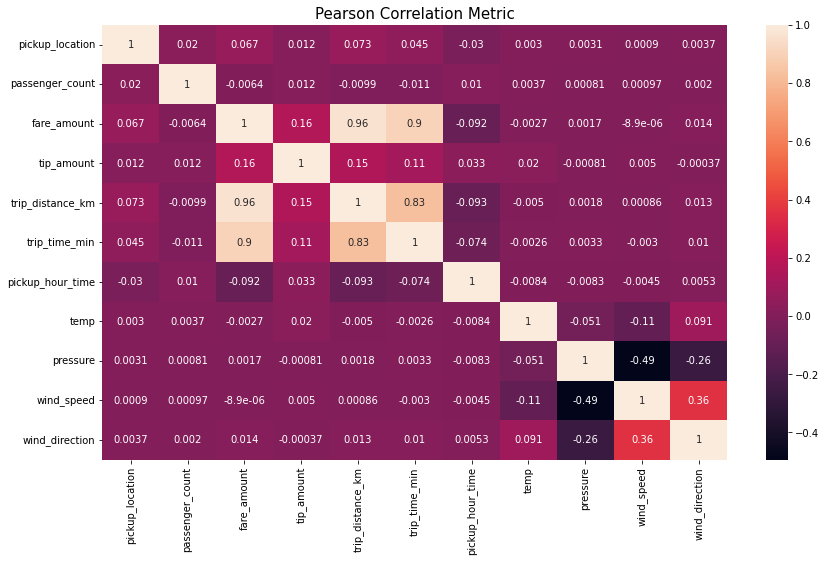 Pearson Correlation Metric
pickup_location 1 0.02 0.067 0.012 0.073 0.045 -0.03 0.003 0.0031 0.0009 0.0037
passenger_count 0.02 1 -0.0064 0.012 -0.0099 -0.011 0.01 0.0037 0.00081 0.00097 0.002
fare_amount 0.067 -0.0064 1 0.16 0.96 0.9 -0.092 -0.0027 0.0017 -8.9e-06 0.014
tip_amount 0.012 0.012 0.16 1 0.15 0.11 0.033 0.02 -0.00081 0.005 -0.00037
trip_distance_km 0.073 -0.0099 0.96 0.15 1 0.83 -0.093 -0.005 0.0018 0.00086 0.013
trip_time_min 0.045 -0.011 0.9 0.11 0.83 1 -0.074 -0.0026 0.0033 -0.003 0.01
pickup_hour_time -0.03 0.01 -0.092 0.033 -0.093 -0.074 1 -0.0084 -0.0083 -0.0045 0.0053
temp 0.003 0.0037 -0.0027 0.02 -0.005 -0.0026 -0.0084 1 -0.051 -0.11 0.091
pressure 0.0031 0.00081 0.0017 -0.00081 0.0018 0.0033 -0.0083 -0.051 1 -0.49 -0.26
wind_speed 0.0009 0.00097 -8.9e-06 0.005 0.00086 -0.003 -0.0045 -0.11 -0.49 1 0.36
wind_direction 0.0037 0.002 0.014 -0.00037 0.013 0.01 0.0053 0.091 -0.26 0.36 1
pickup_location
passenger_count
fare_amount
tip_amount
trip_distance_km
trip_time_min
pickup_hour_time
temp
pressure
wind_speed
wind_direction
1.0
0.8
0.6
0.4
0.2
0.0
−0.2
−0.4